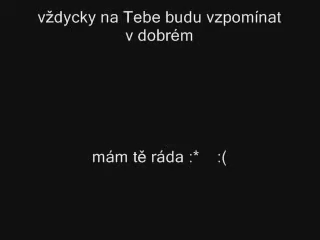 vždycky na Tebe budu vzpomínat
v dobrém
mám tě ráda :* :(